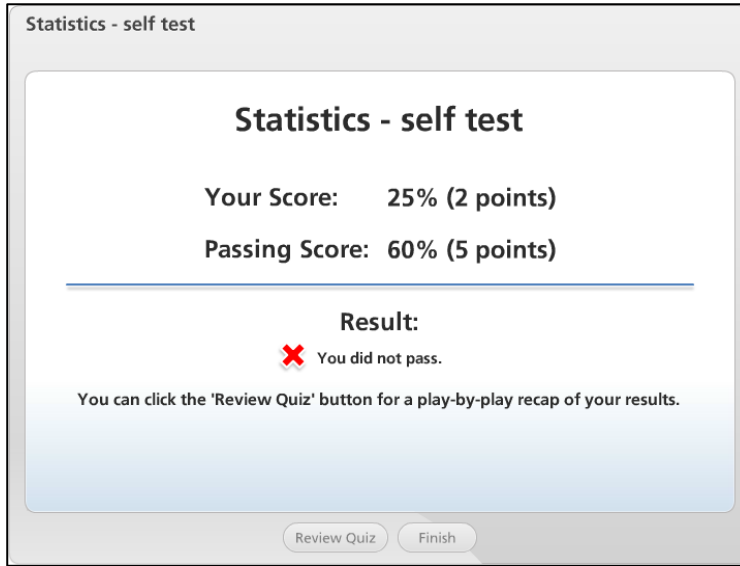 Statistics - self test
Statistics - self test
Your Score: 25% (2 points)
Passing Score: 60% (5 points)
Result:
You did not pass.
You can click the 'Review Quiz' button for a play-by-play recap of your results.
Review Quiz Finish